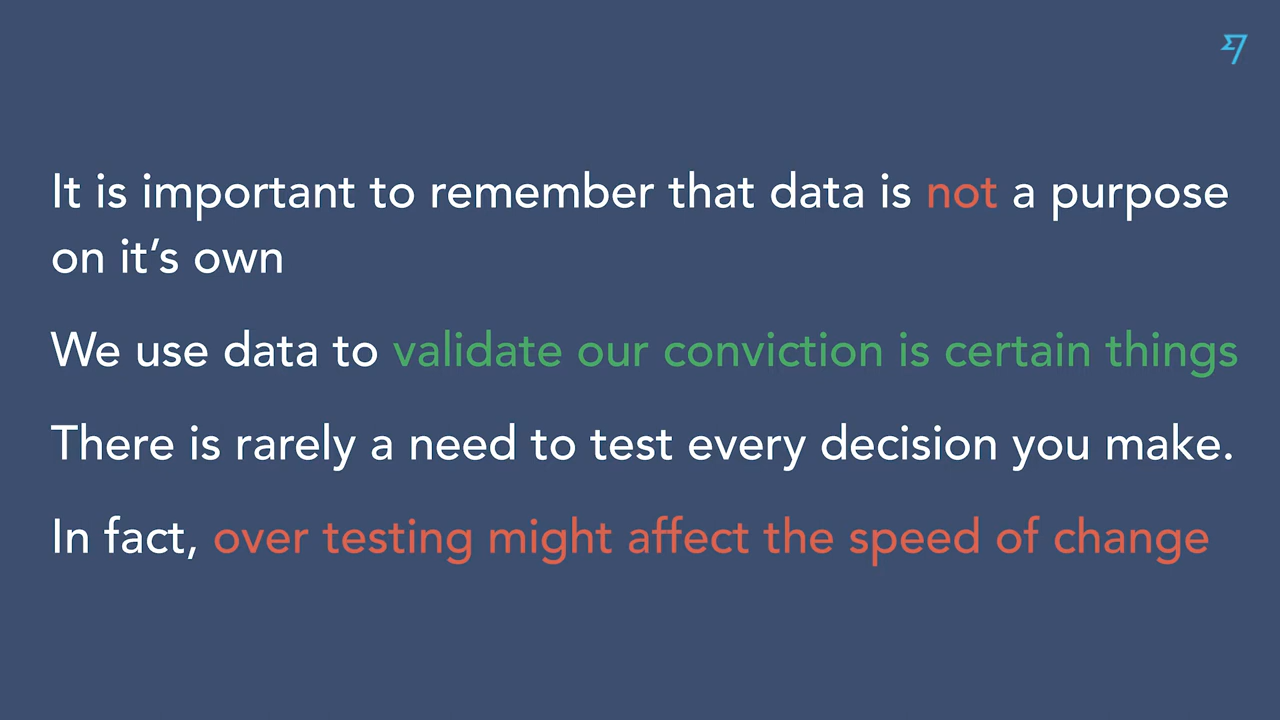 It is important to remember that data is not a purpose
on it’s own
We use data to validate our conviction is certain things
There is rarely a need to test every decision you make.
In fact, over testing might affect the speed of change